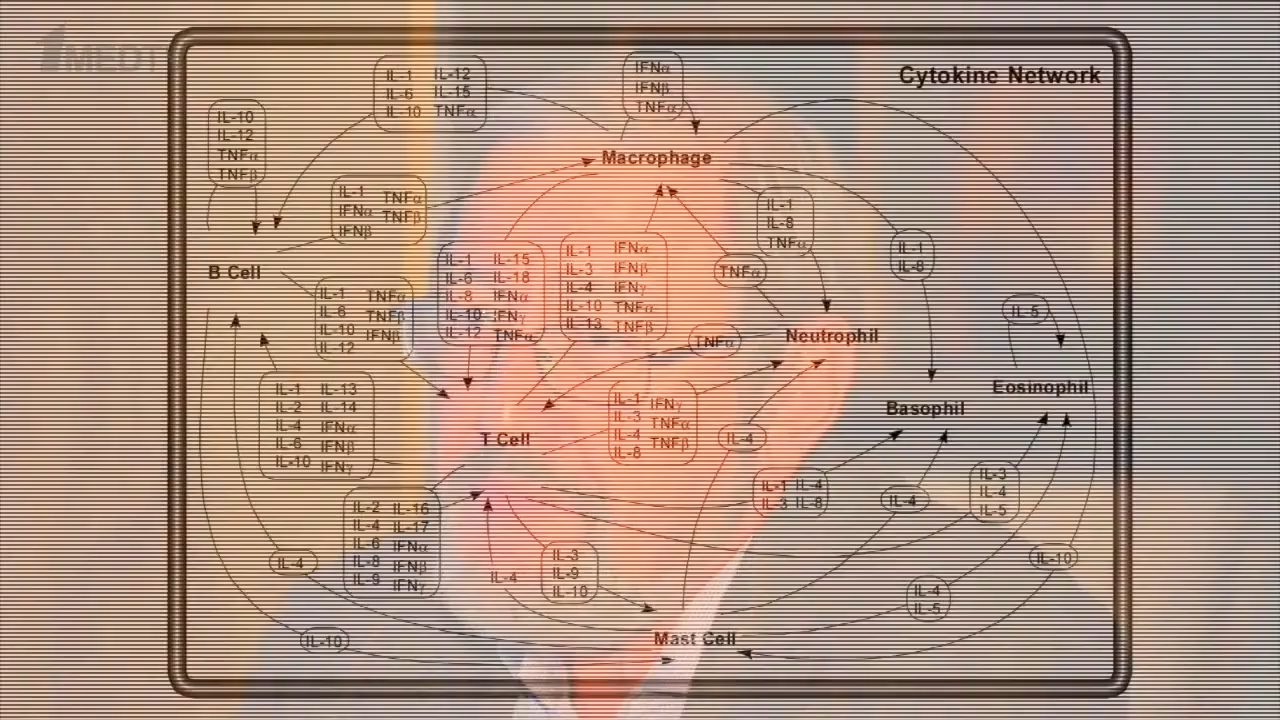 1MEDT
Cytokine Network
IL-1 IL-12
IL-6 IL-15
IL-10 TNFα
IFNα
IFNβ
TNFα
IL-10
IL-12
TNFα
TNFβ
Macrophage
IL-1 TNFα
IFNα TNFβ
IFNβ
IL-1
IL-8
TNFα
IL-1
IL-8
B Cell
IL-1 IL-15
IL-6 IL-18
IL-8 IFNα
IL-10 IFNγ
IL-12 TNFα
IL-1 IFNα
IL-3 IFNβ
IL-4 IFNγ
IL-10 TNFα
IL-13 TNFβ
TNFα
IL-1 TNFα
IL-6 TNFβ
IL-10 IFNβ
IL-12
TNFα
Neutrophil
IL-5
Eosinophil
Basophil
IL-1 IL-13
IL-2 IL-14
IL-4 IFNα
IL-6 IFNβ
IL-10 IFNγ
T Cell
IL-1 IFNγ
IL-3 TNFα
IL-4 TNFβ
IL-8
IL-4
IL-1 IL-4
IL-3 IL-8
IL-4
IL-3
IL-4
IL-5
IL-2 IL-16
IL-4 IL-17
IL-6 IFNα
IL-8 IFNβ
IL-9 IFNγ
IL-4
IL-4
IL-3
IL-9
IL-10
IL-10
IL-4
IL-5
IL-10
Mast Cell